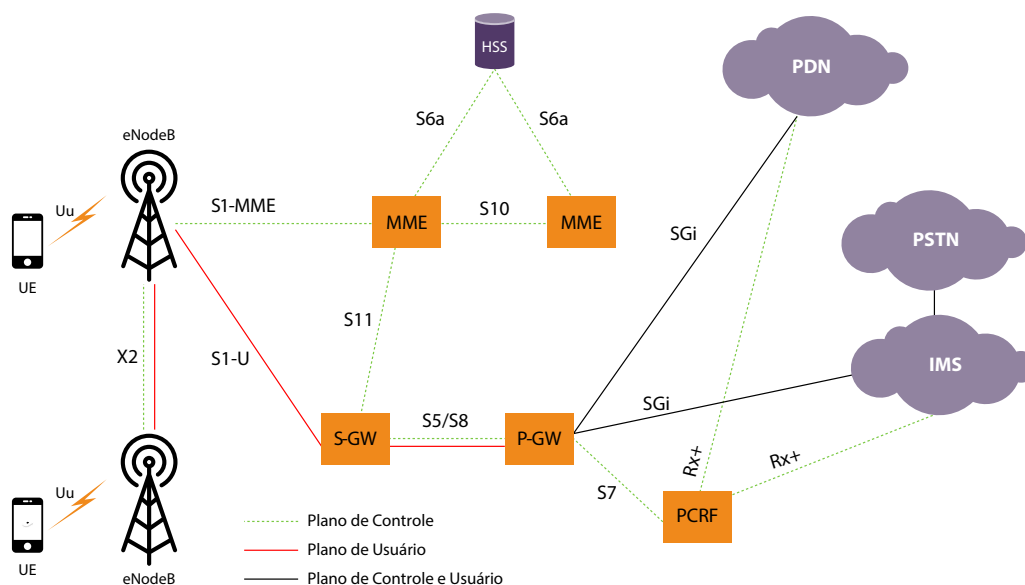 HSS
PDN
S6a
S6a
eNodeB
Uu
S1-MME
MME
S10
MME
SGi
PSTN
UE
S11
X2
S1-U
IMS
SGi
S5/S8
S-GW
P-GW
Rx+
Rx+
Uu
S7
PCRF
Plano de Controle
UE
Plano de Usuário
eNodeB
Plano de Controle e Usuário